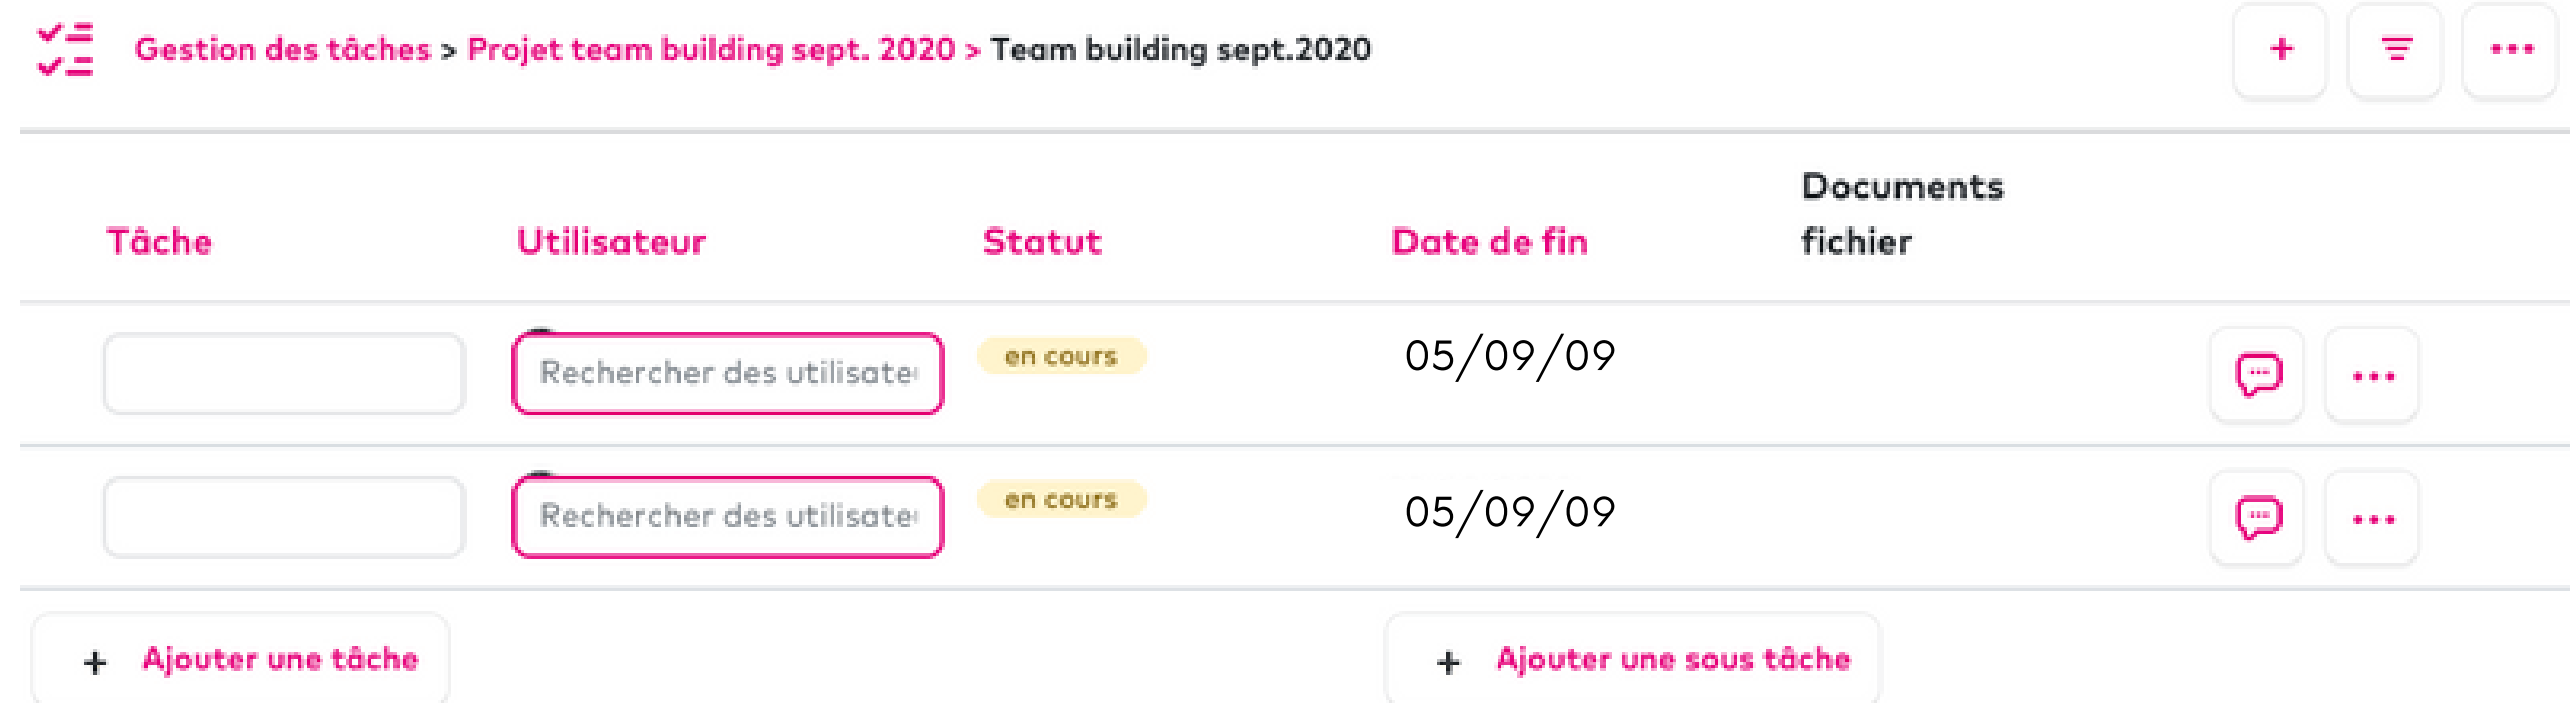 Gestion des tâches > Projet team building sept. 2020 > Team building sept.2020
Tâche Utilisateur Statut Date de fin Documents fichier
Rechercher des en cours 05/09/09
Rechercher des en cours 05/09/09
+ Ajouter une tâche + Ajouter une sous tâche